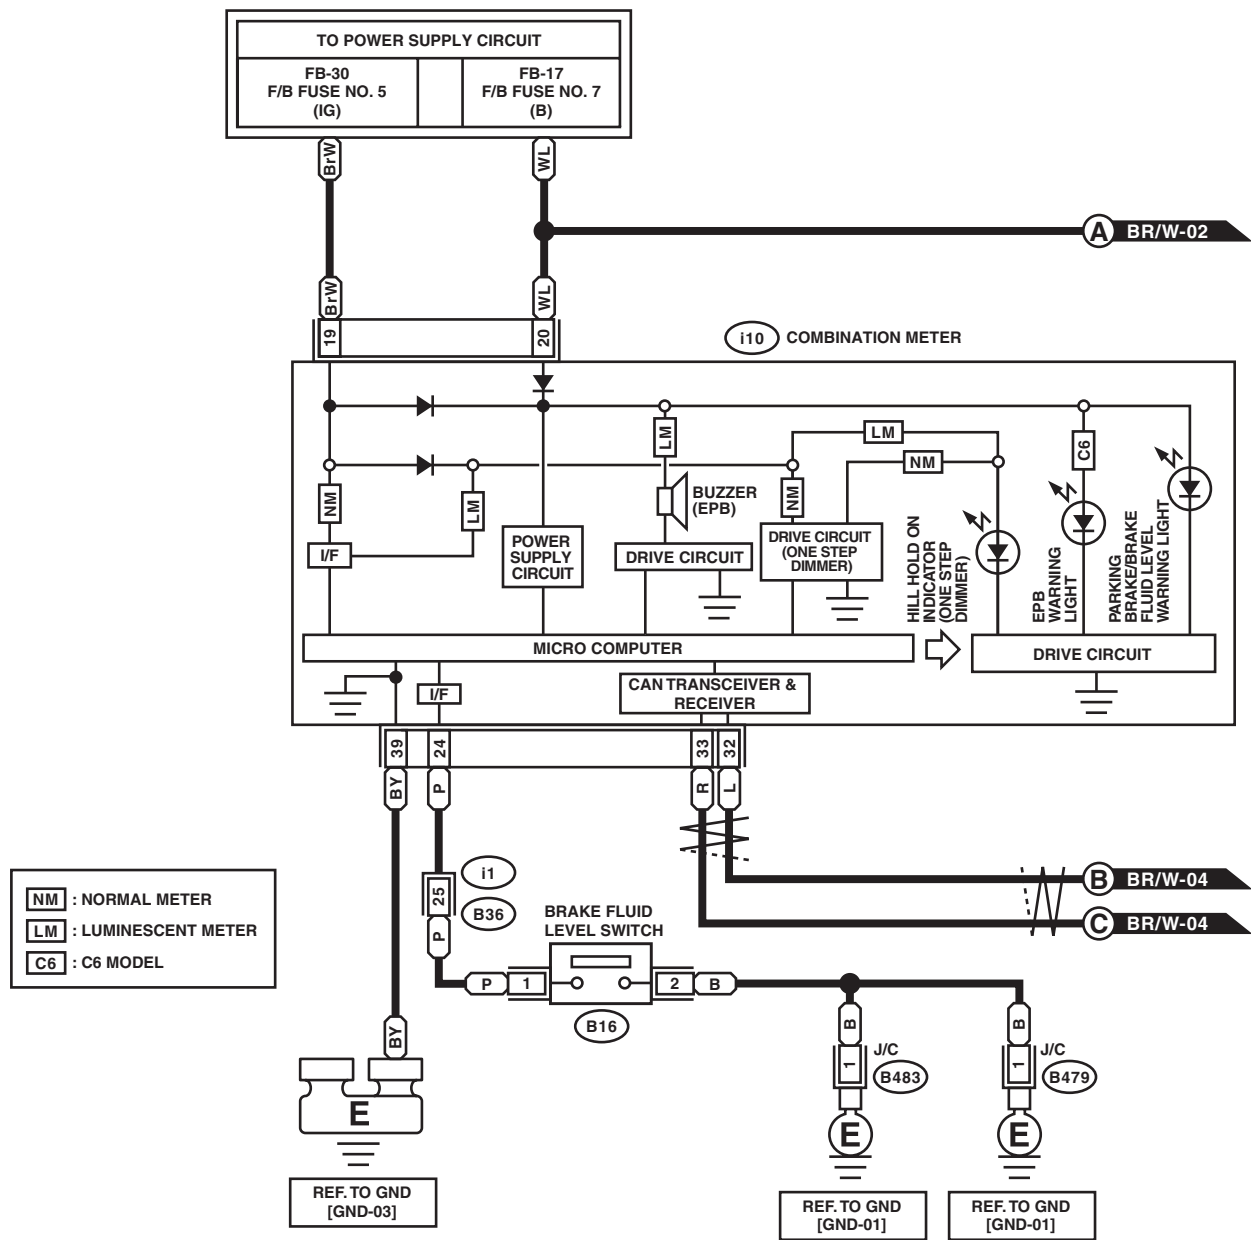 TO POWER SUPPLY CIRCUIT
FB-30
F/B FUSE NO. 5
(IG)
FB-17
F/B FUSE NO. 7
(B)
BrW
WL
A
BR/W-02
BrW
WL
19
20
i10
COMBINATION METER
LM
LM
NM
C6
NM
LM
NM
BUZZER
(EPB)
I/F
POWER
SUPPLY
CIRCUIT
DRIVE CIRCUIT
DRIVE CIRCUIT
(ONE STEP
DIMMER)
HILL HOLD ON
INDICATOR
(ONE STEP
DIMMER)
EPB
WARNING
LIGHT
PARKING
BRAKE/BRAKE
FLUID LEVEL
WARNING LIGHT
MICRO COMPUTER
DRIVE CIRCUIT
I/F
CAN TRANSCEIVER &
RECEIVER
39
24
33
32
BY
P
R
L
NM : NORMAL METER
LM : LUMINESCENT METER
C6 : C6 MODEL
i1
25
B36
P
B
BR/W-04
C
BR/W-04
BRAKE FLUID
LEVEL SWITCH
P
1
2
B
B16
BY
B
B
1
J/C
B483
1
J/C
B479
E
E
E
REF. TO GND
[GND-03]
REF. TO GND
[GND-01]
REF. TO GND
[GND-01]